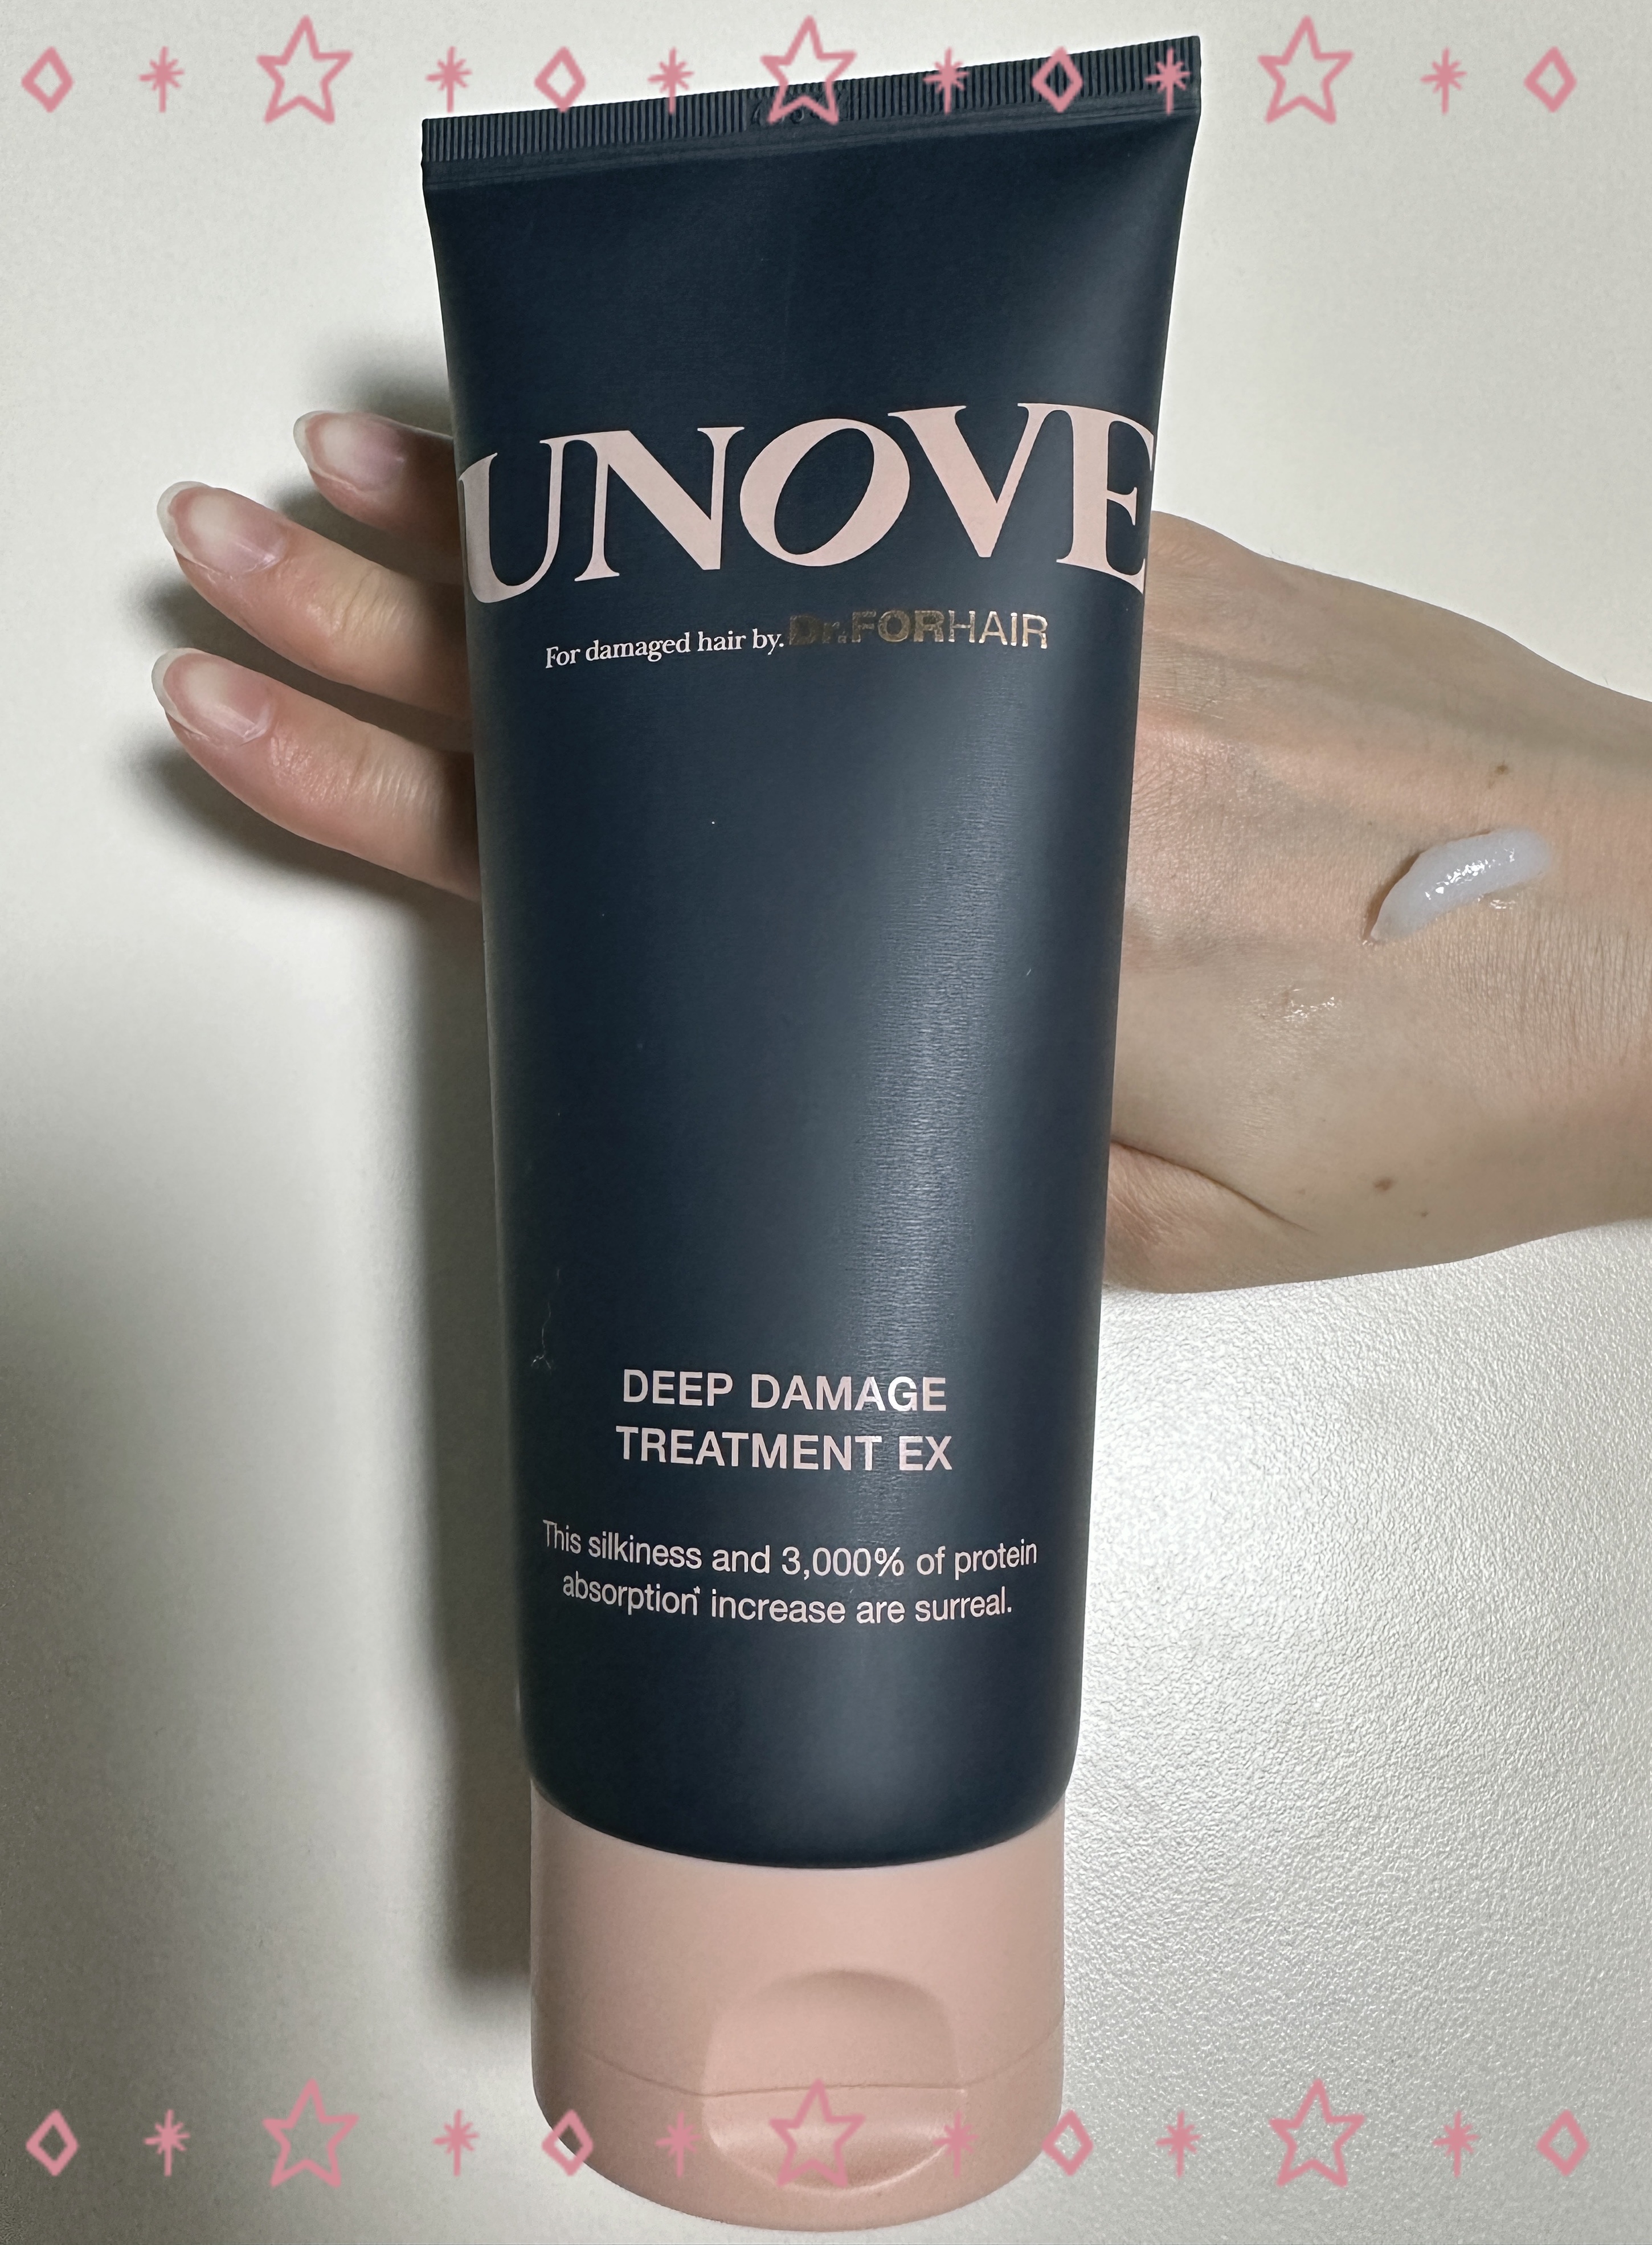 UNOVE
For damaged hair by. Dr.FORHAIR
DEEP DAMAGE
TREATMENT EX
This silkiness and 3,000% of protein
absorption* increase are surreal.